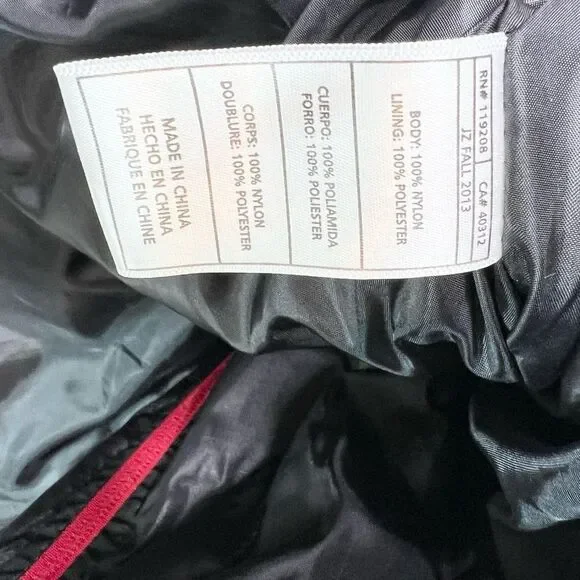 RN# 119208
CA# 40312
JZ FALL 2013
BODY: 100% NYLON
LINING: 100% POLYESTER
CUERPO: 100% POLIAMIDA
FORRO: 100% POLIESTER
CORPS: 100% NYLON
DOUBLURE: 100% POLYESTER
MADE IN CHINA
HECHO EN CHINA
FABRIQUE EN CHINE